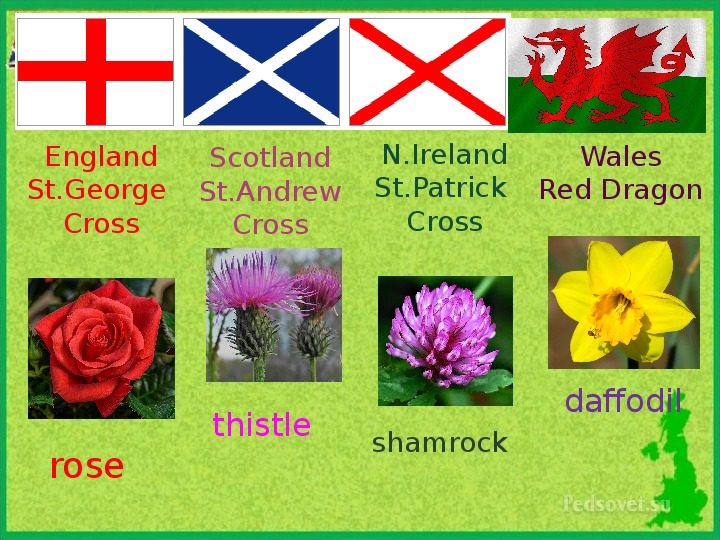 England
St.George
Cross
Scotland
St.Andrew
Cross
N.Ireland
St.Patrick
Cross
Wales
Red Dragon
rose
thistle
shamrock
daffodil
Pedsovet.su